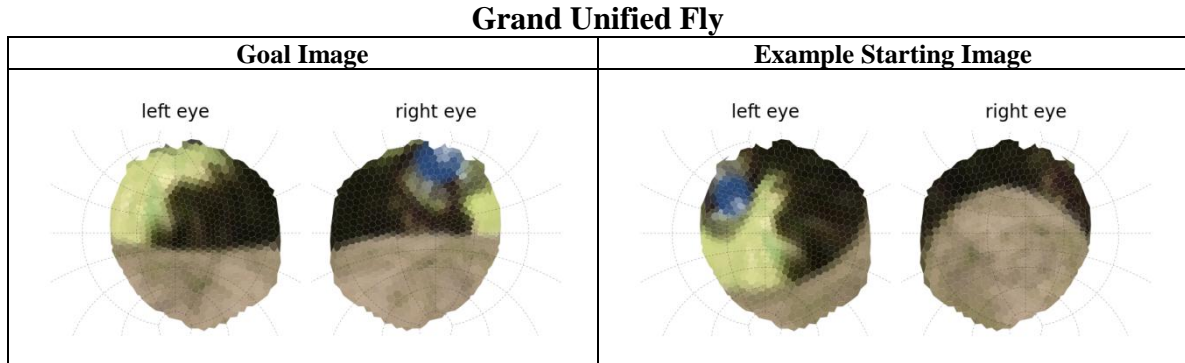 Grand Unified Fly
Goal Image
Example Starting Image
left eye
right eye
left eye
right eye